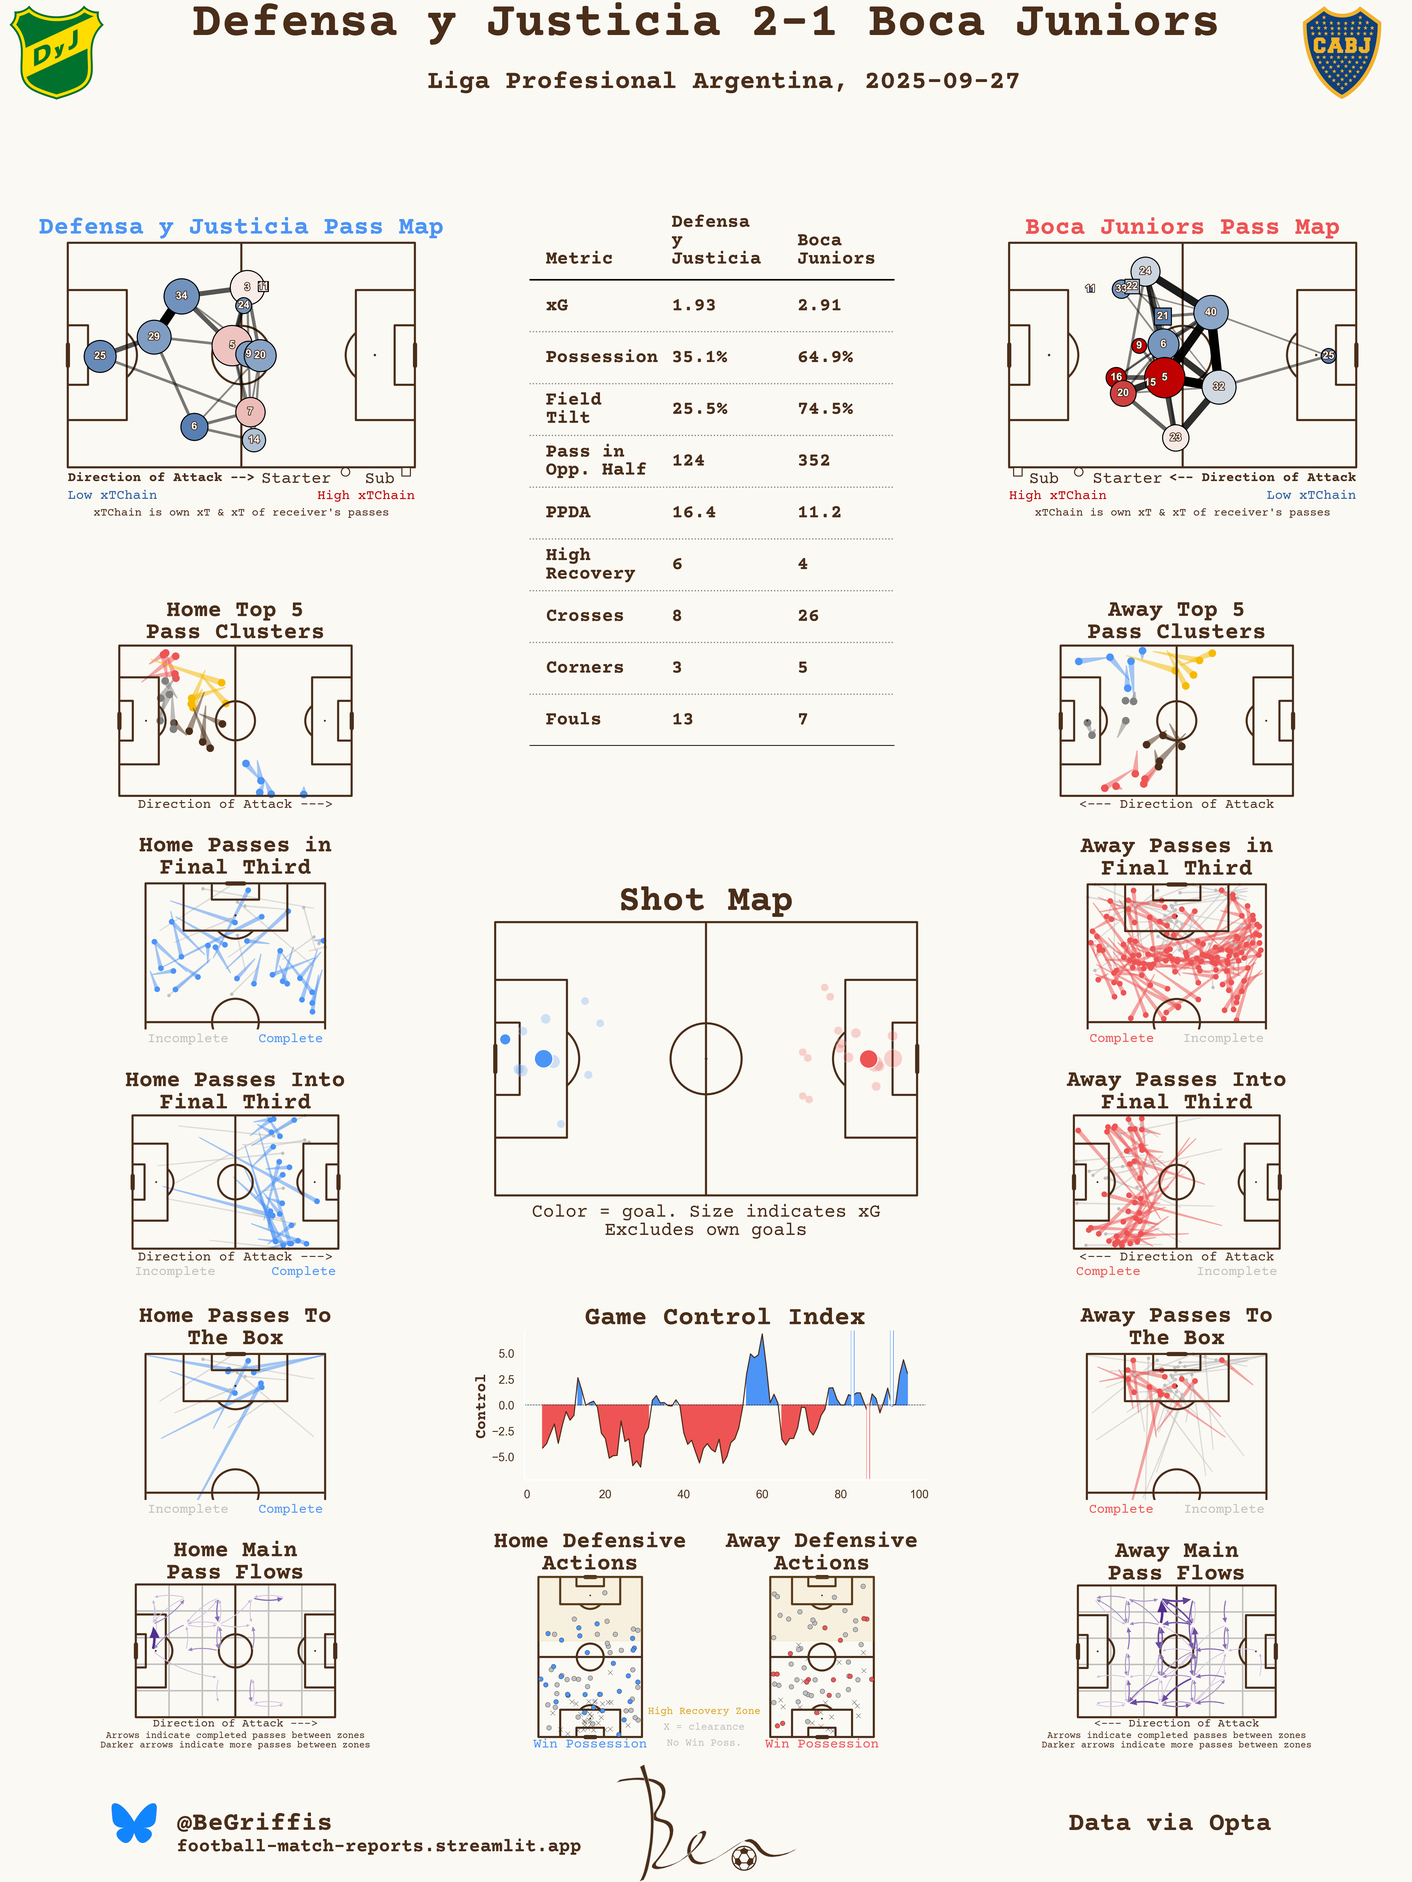 Defensa y Justicia 2-1 Boca Juniors
Liga Profesional Argentina, 2025-09-27
DyJ
CABJ
Defensa y Justicia Pass Map
34
3
11
24
29
5
9
20
25
7
6
14
Direction of Attack --> Starter Sub
Low xTChain High xTChain
xTChain is own xT & xT of receiver's passes
Metric Defensa y Justicia Boca Juniors
xG 1.93 2.91
Possession 35.1% 64.9%
Field Tilt 25.5% 74.5%
Pass in Opp. Half 124 352
PPDA 16.4 11.2
High Recovery 6 4
Crosses 8 26
Corners 3 5
Fouls 13 7
Boca Juniors Pass Map
24
11
33
22
21
40
9
6
25
16
15
5
20
32
23
Sub Starter <-- Direction of Attack
High xTChain Low xTChain
xTChain is own xT & xT of receiver's passes
Home Top 5
Pass Clusters
Direction of Attack --->
Away Top 5
Pass Clusters
<--- Direction of Attack
Home Passes in
Final Third
Incomplete Complete
Shot Map
Color = goal. Size indicates xG
Excludes own goals
Away Passes in
Final Third
Complete Incomplete
Home Passes Into
Final Third
Direction of Attack --->
Incomplete Complete
Away Passes Into
Final Third
<--- Direction of Attack
Complete Incomplete
Home Passes To
The Box
Incomplete Complete
Game Control Index
Control
5.0
2.5
0.0
−2.5
−5.0
0 20 40 60 80 100
Away Passes To
The Box
Complete Incomplete
Home Main
Pass Flows
Direction of Attack --->
Arrows indicate completed passes between zones
Darker arrows indicate more passes between zones
Home Defensive
Actions
Win Possession
High Recovery Zone
X = clearance
No Win Poss.
Away Defensive
Actions
Win Possession
Away Main
Pass Flows
<--- Direction of Attack
Arrows indicate completed passes between zones
Darker arrows indicate more passes between zones
@BeGriffis
football-match-reports.streamlit.app
Ben
Data via Opta